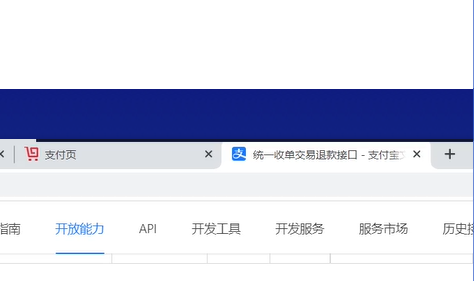 支付页 统一收单交易退款接口 - 支付宝
指南 开放能力 API 开发工具 开发服务 服务市场 历史接